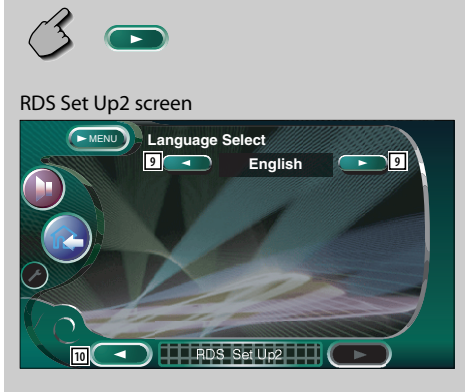 RDS Set Up2 screen
►MENU
Language Select
9 ◄ English ► 9
10 ◄ RDS Set Up2 ►